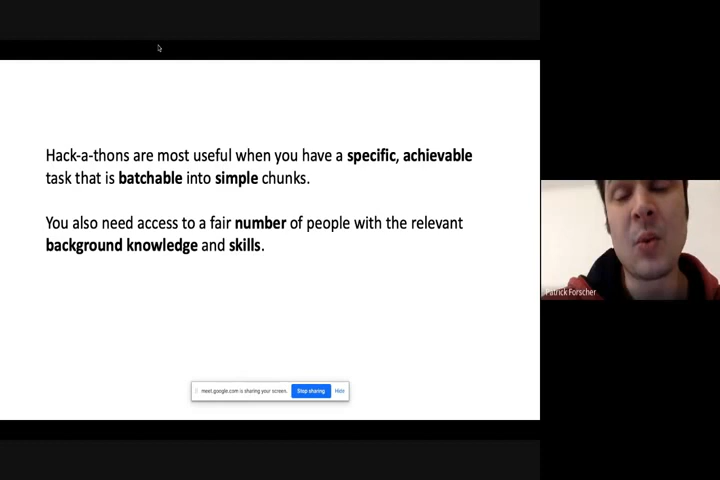 Hack-a-thons are most useful when you have a specific, achievable
task that is batchable into simple chunks.
You also need access to a fair number of people with the relevant
background knowledge and skills.
Patrick Forscher
meet.google.com is sharing your screen.
Stop sharing
Hide